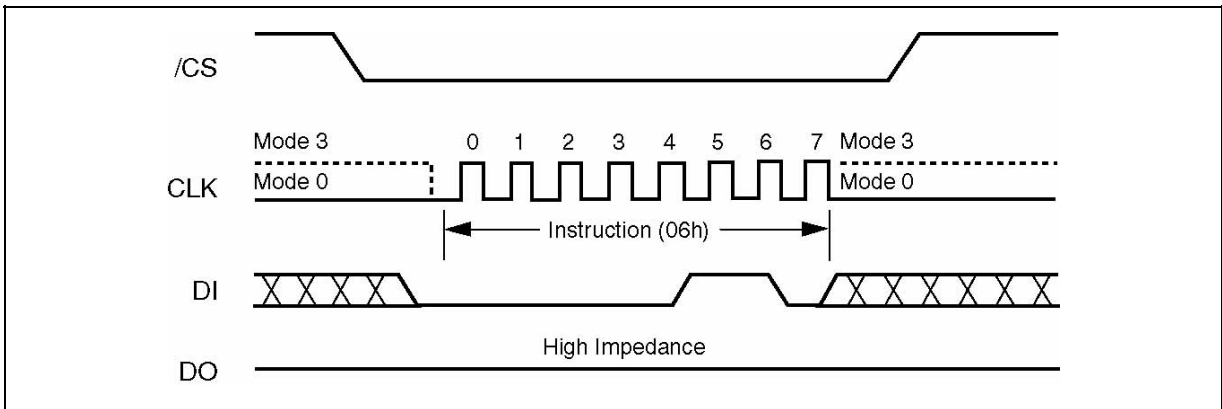 /CS
Mode 3 0 1 2 3 4 5 6 7 Mode 3
CLK Mode 0 Mode 0
Instruction (06h)
DI
High Impedance
DO